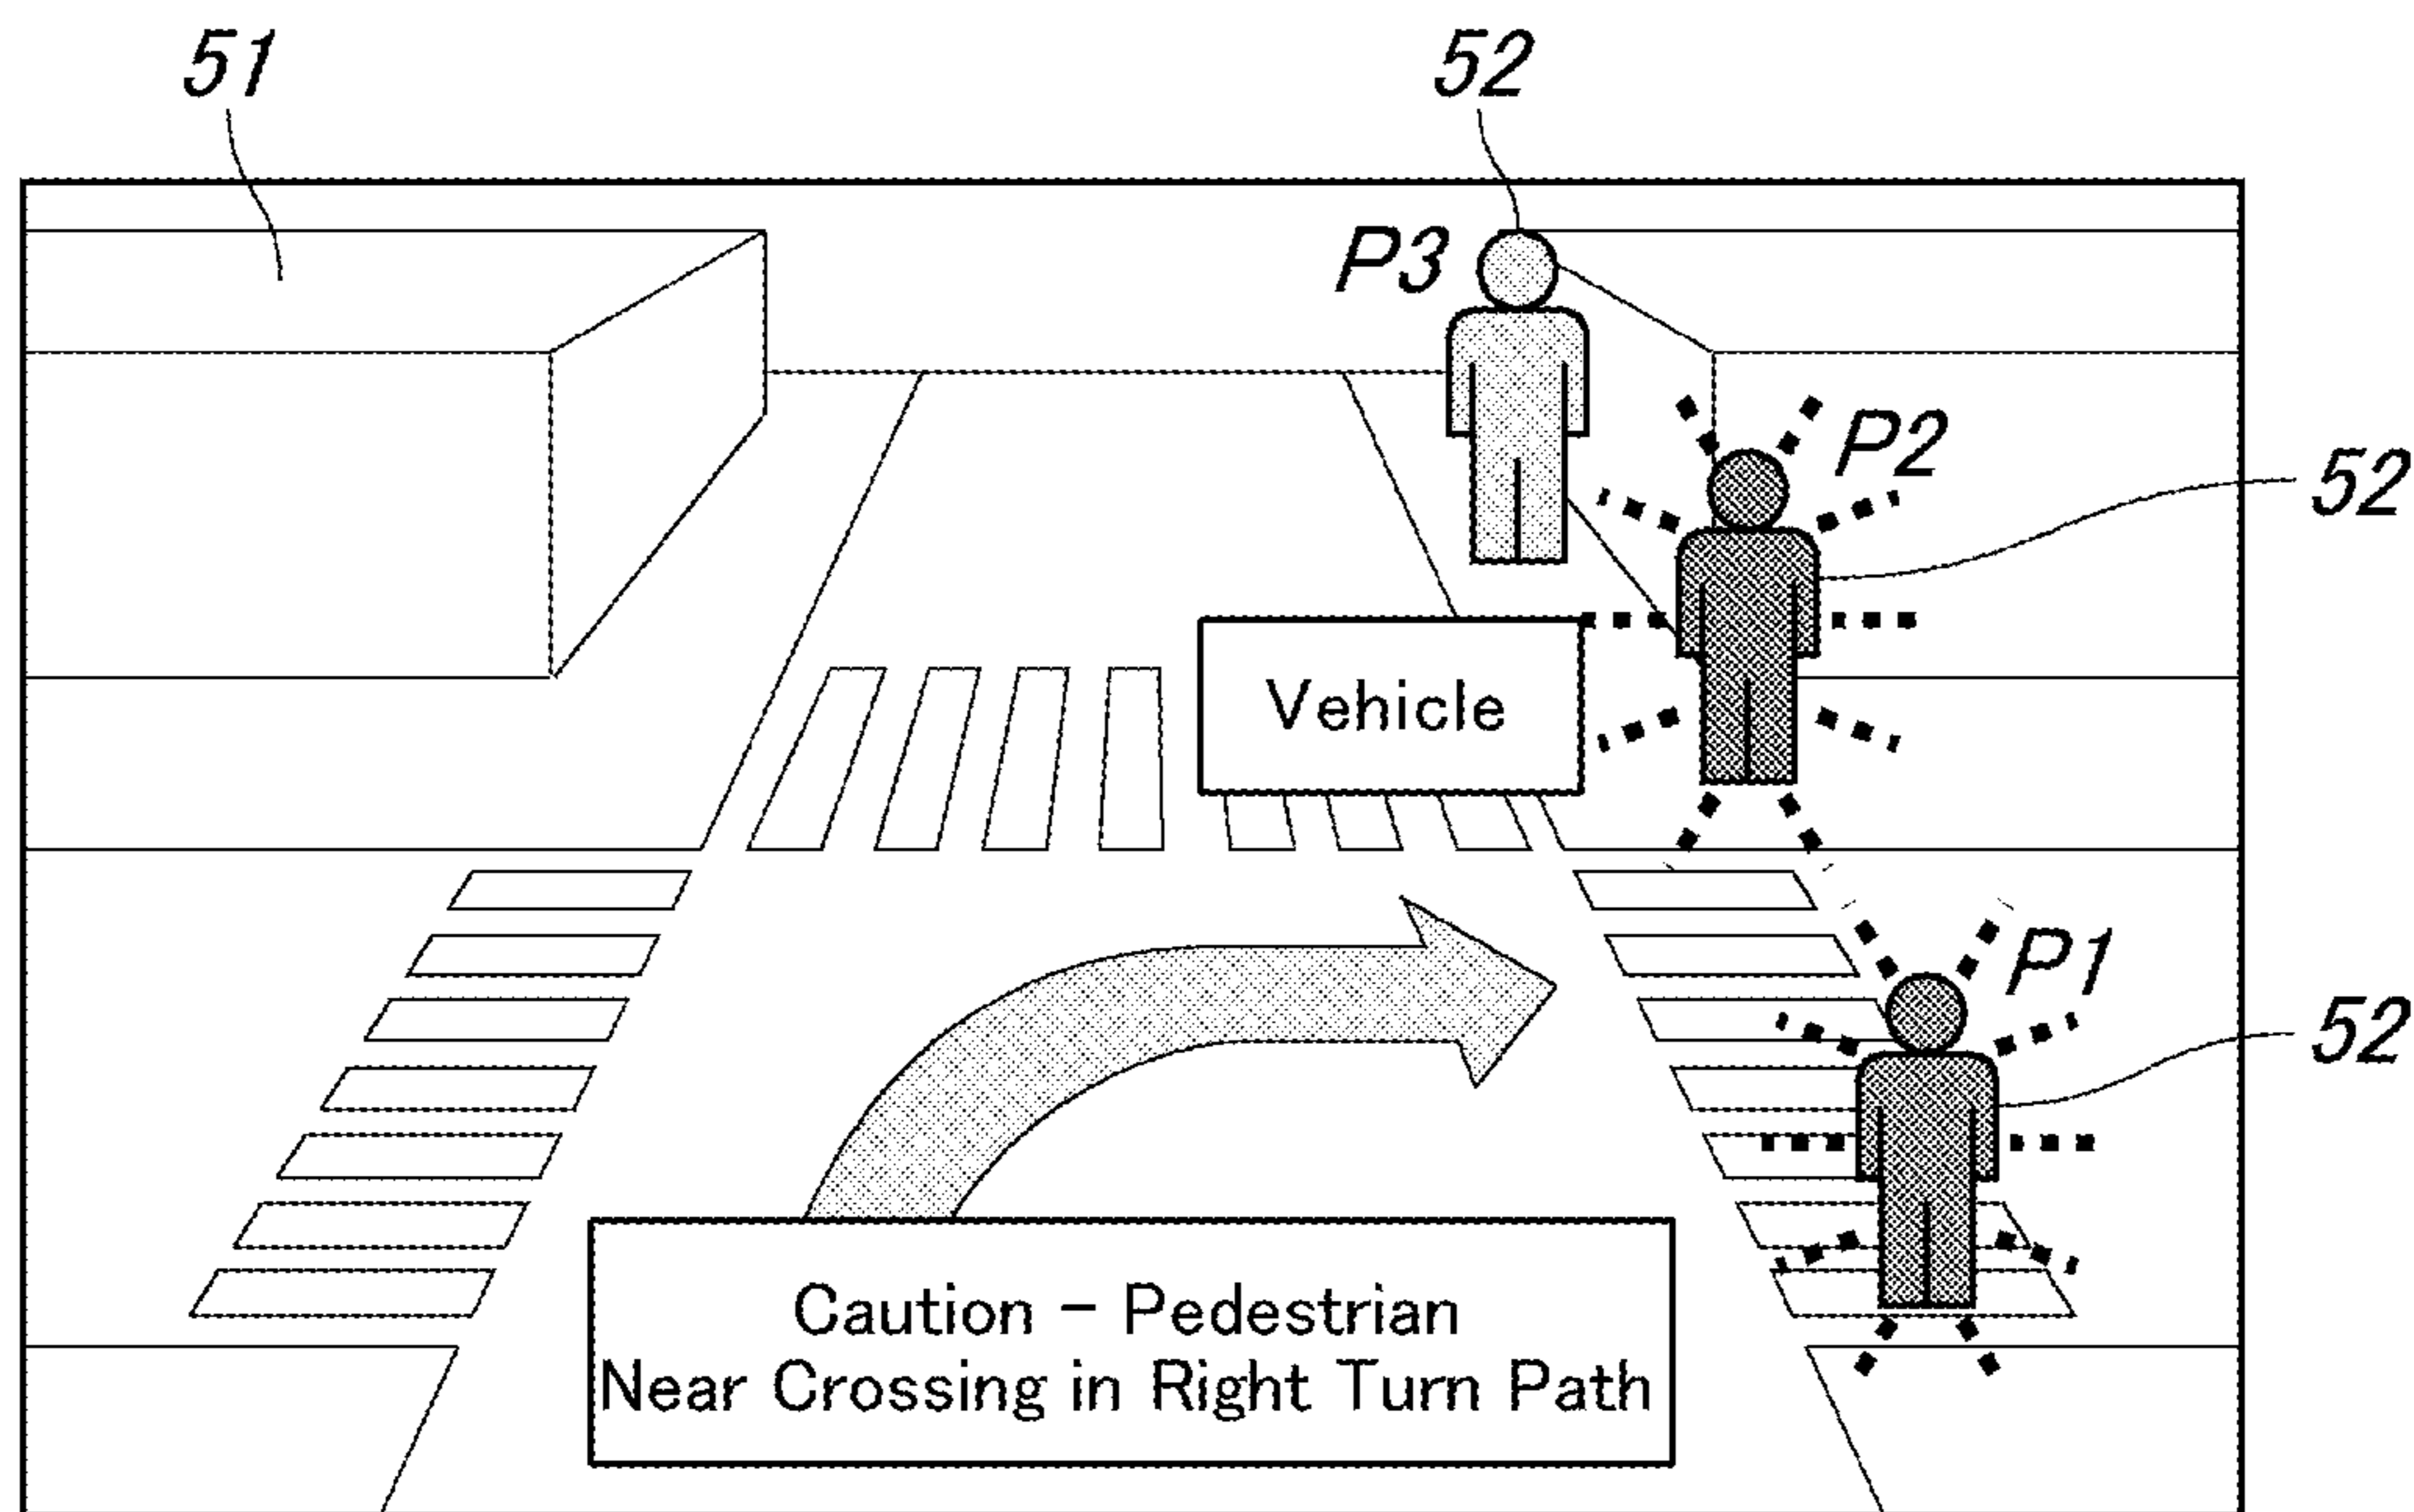 51
52
P3
P2
52
Vehicle
P1
52
Caution – Pedestrian
Near Crossing in Right Turn Path